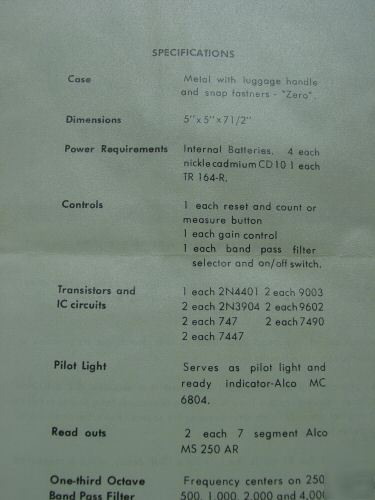 SPECIFICATIONS
Case Metal with luggage handle
and snap fastners - "Zero".
Dimensions 5"x5"x71/2"
Power Requirements Internal Batteries. 4 each
nickle cadmium CD10 1 each
TR 164-R.
Controls 1 each reset and count or
measure button
1 each gain control
1 each band pass filter
selector and on/off switch.
Transistors and 1 each 2N4401 2 each 9003
IC circuits 2 each 2N3904 2 each 9602
2 each 747 2 each 7490
2 each 7447
Pilot Light Serves as pilot light and
ready indicator-Alco MC
6804.
Read outs 2 each 7 segment Alco
MS 250 AR
One-third Octave Frequency centers on 250
Band Pass Filter 500, 1,000, 2,000 and 4,000